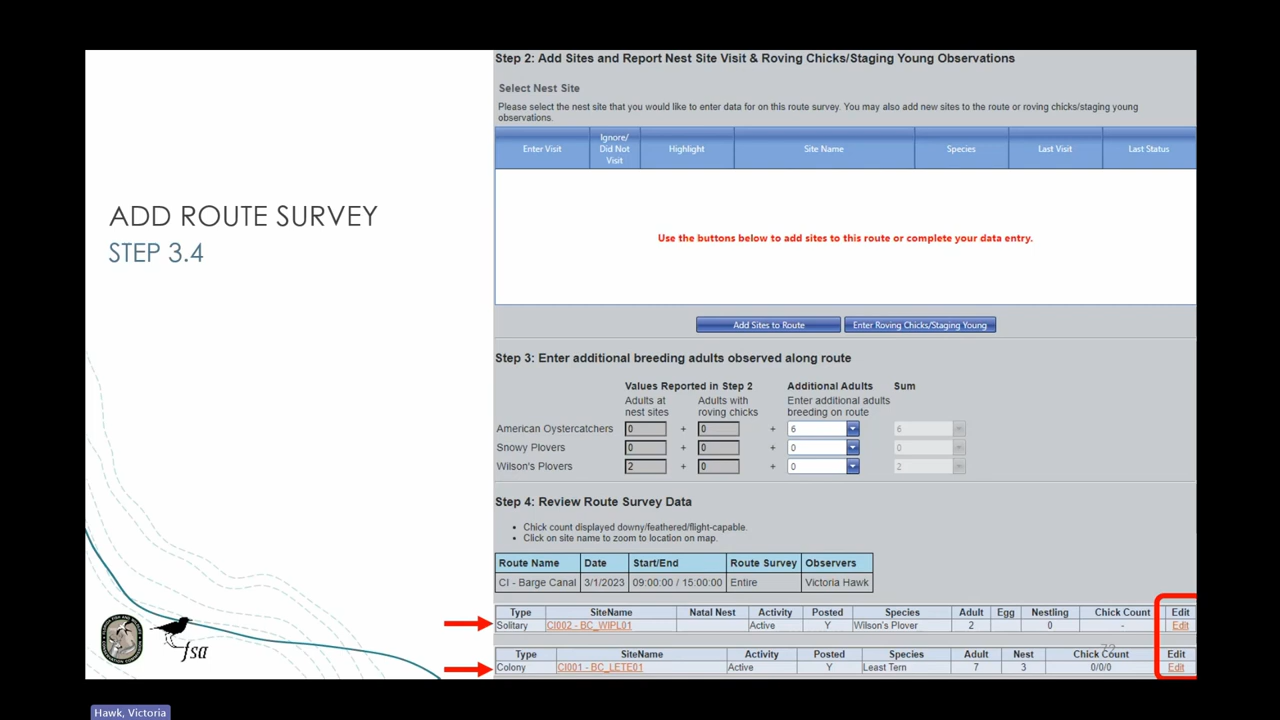 ADD ROUTE SURVEY
STEP 3.4
fsa
Step 2: Add Sites and Report Nest Site Visit & Roving Chicks/Staging Young Observations
Select Nest Site
Please select the nest site that you would like to enter data for on this route survey. You may also add new sites to the route or roving chicks/staging young
observations.
Enter Visit Ignore/ Did Not Visit Highlight Site Name Species Last Visit Last Status
Use the buttons below to add sites to this route or complete your data entry.
Add Sites to Route Enter Roving Chicks/Staging Young
Step 3: Enter additional breeding adults observed along route
Values Reported in Step 2 Additional Adults Sum
Adults at Adults with Enter additional adults
nest sites roving chicks breeding on route
American Oystercatchers 0 + 0 + 6 6
Snowy Plovers 0 + 0 + 0 0
Wilson's Plovers 2 + 0 + 0 2
Step 4: Review Route Survey Data
• Chick count displayed downy/feathered/flight-capable.
• Click on site name to zoom to location on map.
Route Name Date Start/End Route Survey Observers
CI - Barge Canal 3/1/2023 09:00:00 / 15:00:00 Entire Victoria Hawk
Type SiteName Natal Nest Activity Posted Species Adult Egg Nestling Chick Count Edit
Solitary CI002 - BC_WIPL01 Active Y Wilson's Plover 2 0 - Edit
Type SiteName Activity Posted Species Adult Nest Chick Count Edit
Colony CI001 - BC_LETE01 Active Y Least Tern 7 3 0/0/0 Edit
Hawk, Victoria